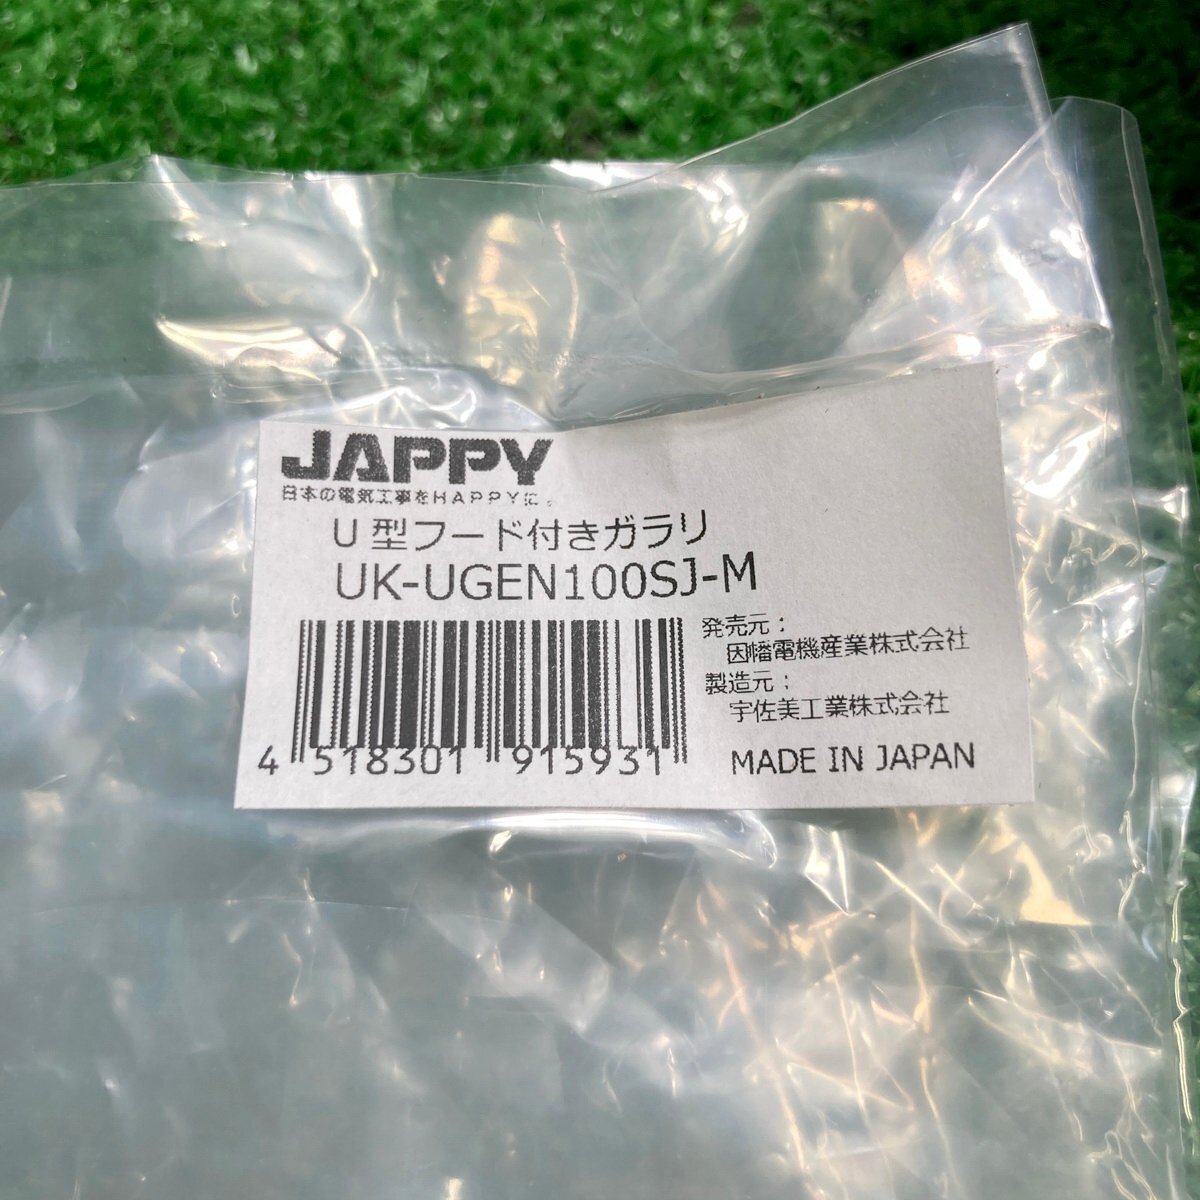 JAPPY
日本の電気工事をHAPPYに。
U型フード付きガラリ
UK-UGEN100SJ-M
発売元：
因幡電機産業株式会社
製造元：
宇佐美工業株式会社
4 518301 915931
MADE IN JAPAN